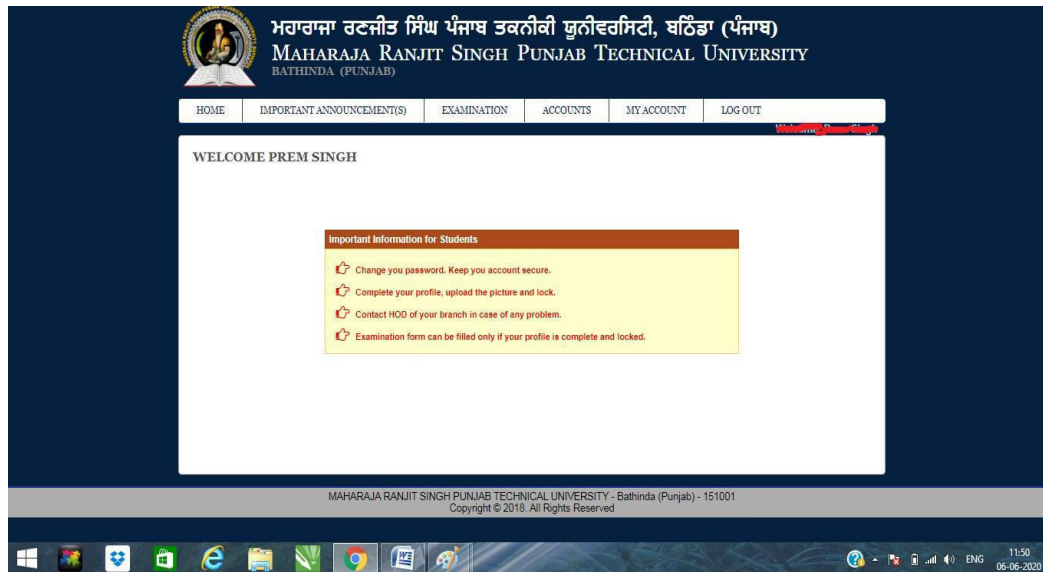 ਮਹਾਰਾਜਾ ਰਣਜੀਤ ਸਿੰਘ ਪੰਜਾਬ ਤਕਨੀਕੀ ਯੂਨੀਵਰਸਿਟੀ, ਬਠਿੰਡਾ (ਪੰਜਾਬ)
MAHARAJA RANJIT SINGH PUNJAB TECHNICAL UNIVERSITY
BATHINDA (PUNJAB)
HOME IMPORTANT ANNOUNCEMENT(S) EXAMINATION ACCOUNTS MY ACCOUNT LOG OUT
WELCOME PREM SINGH
Important Information for Students
Change you password. Keep you account secure.
Complete your profile, upload the picture and lock.
Contact HOD of your branch in case of any problem.
Examination form can be filled only if your profile is complete and locked.
MAHARAJA RANJIT SINGH PUNJAB TECHNICAL UNIVERSITY - Bathinda (Punjab) - 151001
Copyright © 2018. All Rights Reserved
ENG 11:50
06-06-2020